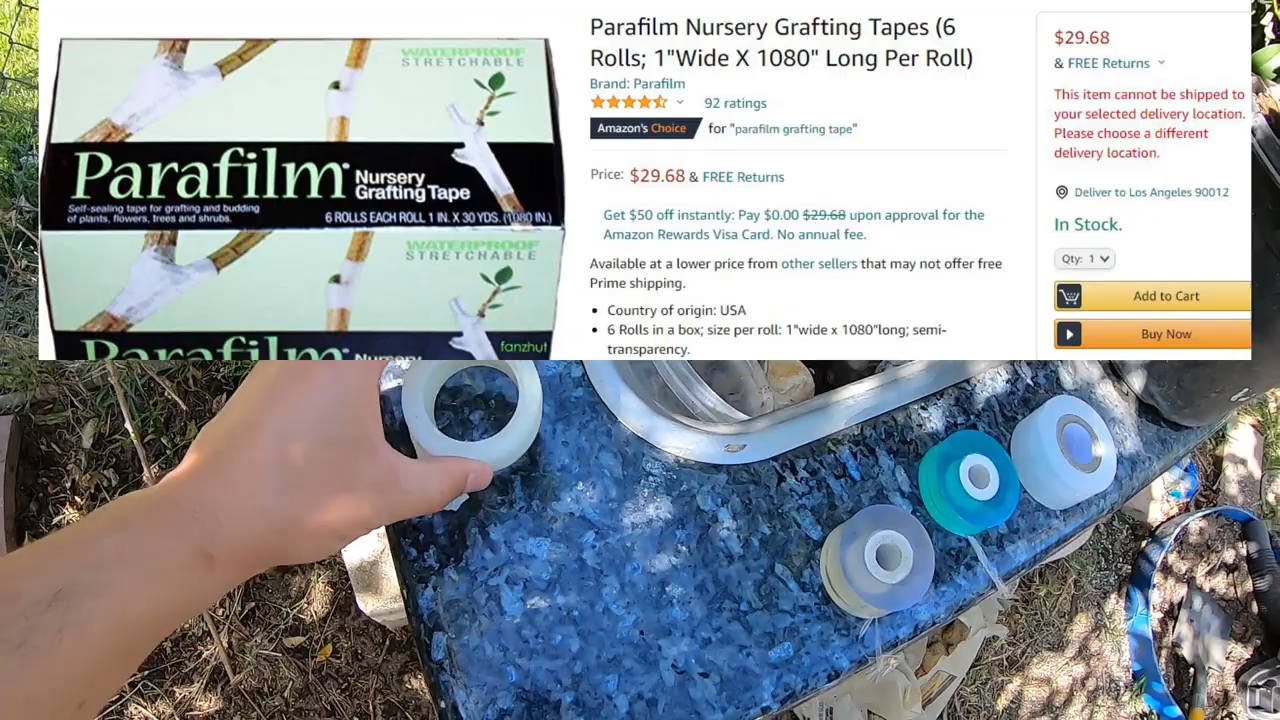 WATERPROOF
STRETCHABLE
Parafilm
Nursery
Grafting Tape
Self-sealing tape for grafting and budding
of plants, flowers, trees and shrubs.
6 ROLLS EACH ROLL 1 IN. X 30 YDS. (1080 IN.)
WATERPROOF
STRETCHABLE
Parafilm Nursery
fanzhut
Parafilm Nursery Grafting Tapes (6
Rolls; 1"Wide X 1080" Long Per Roll)
Brand: Parafilm
92 ratings
Amazon's Choice for "parafilm grafting tape"
Price: $29.68 & FREE Returns
Get $50 off instantly: Pay $0.00 $29.68 upon approval for the
Amazon Rewards Visa Card. No annual fee.
Available at a lower price from other sellers that may not offer free
Prime shipping.
• Country of origin: USA
• 6 Rolls in a box; size per roll: 1"wide x 1080"long; semi-
transparency.
$29.68
& FREE Returns
This item cannot be shipped to
your selected delivery location.
Please choose a different
delivery location.
Deliver to Los Angeles 90012
In Stock.
Qty: 1
Add to Cart
Buy Now